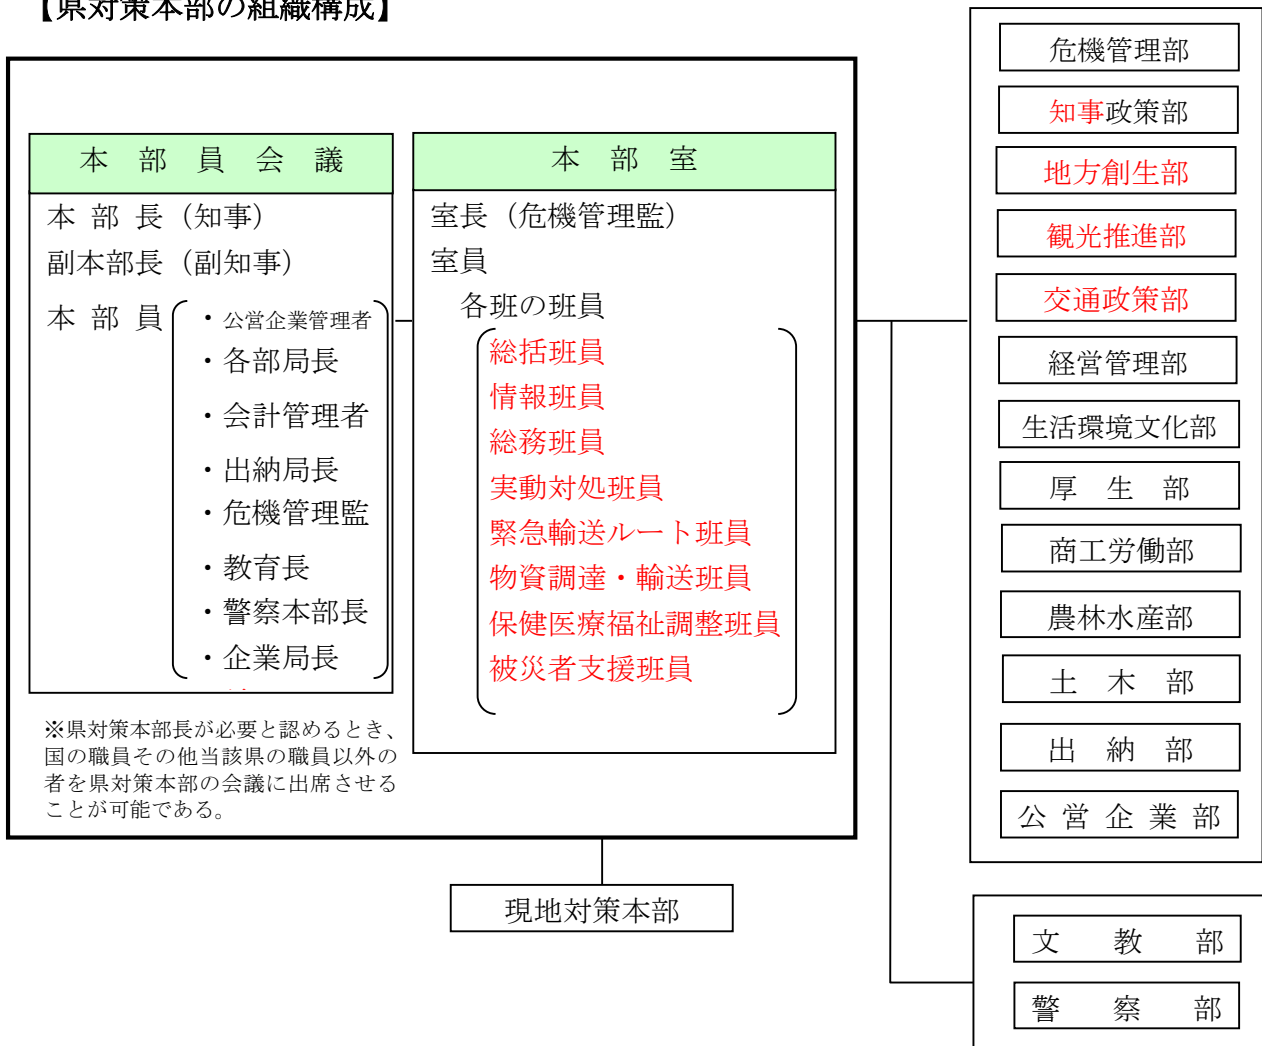 【県対策本部の組織構成】
本部員会議
本部長（知事）
副本部長（副知事）
本部員
・公営企業管理者
・各部局長
・会計管理者
・出納局長
・危機管理監
・教育長
・警察本部長
・企業局長
※県対策本部長が必要と認めるとき、
国の職員その他当該県の職員以外の
者を県対策本部の会議に出席させる
ことが可能である。
本部室
室長（危機管理監）
室員
各班の班員
総括班員
情報班員
総務班員
実動対処班員
緊急輸送ルート班員
物資調達・輸送班員
保健医療福祉調整班員
被災者支援班員
現地対策本部
危機管理部
知事政策部
地方創生部
観光推進部
交通政策部
経営管理部
生活環境文化部
厚生部
商工労働部
農林水産部
土木部
出納部
公営企業部
文教部
警察部